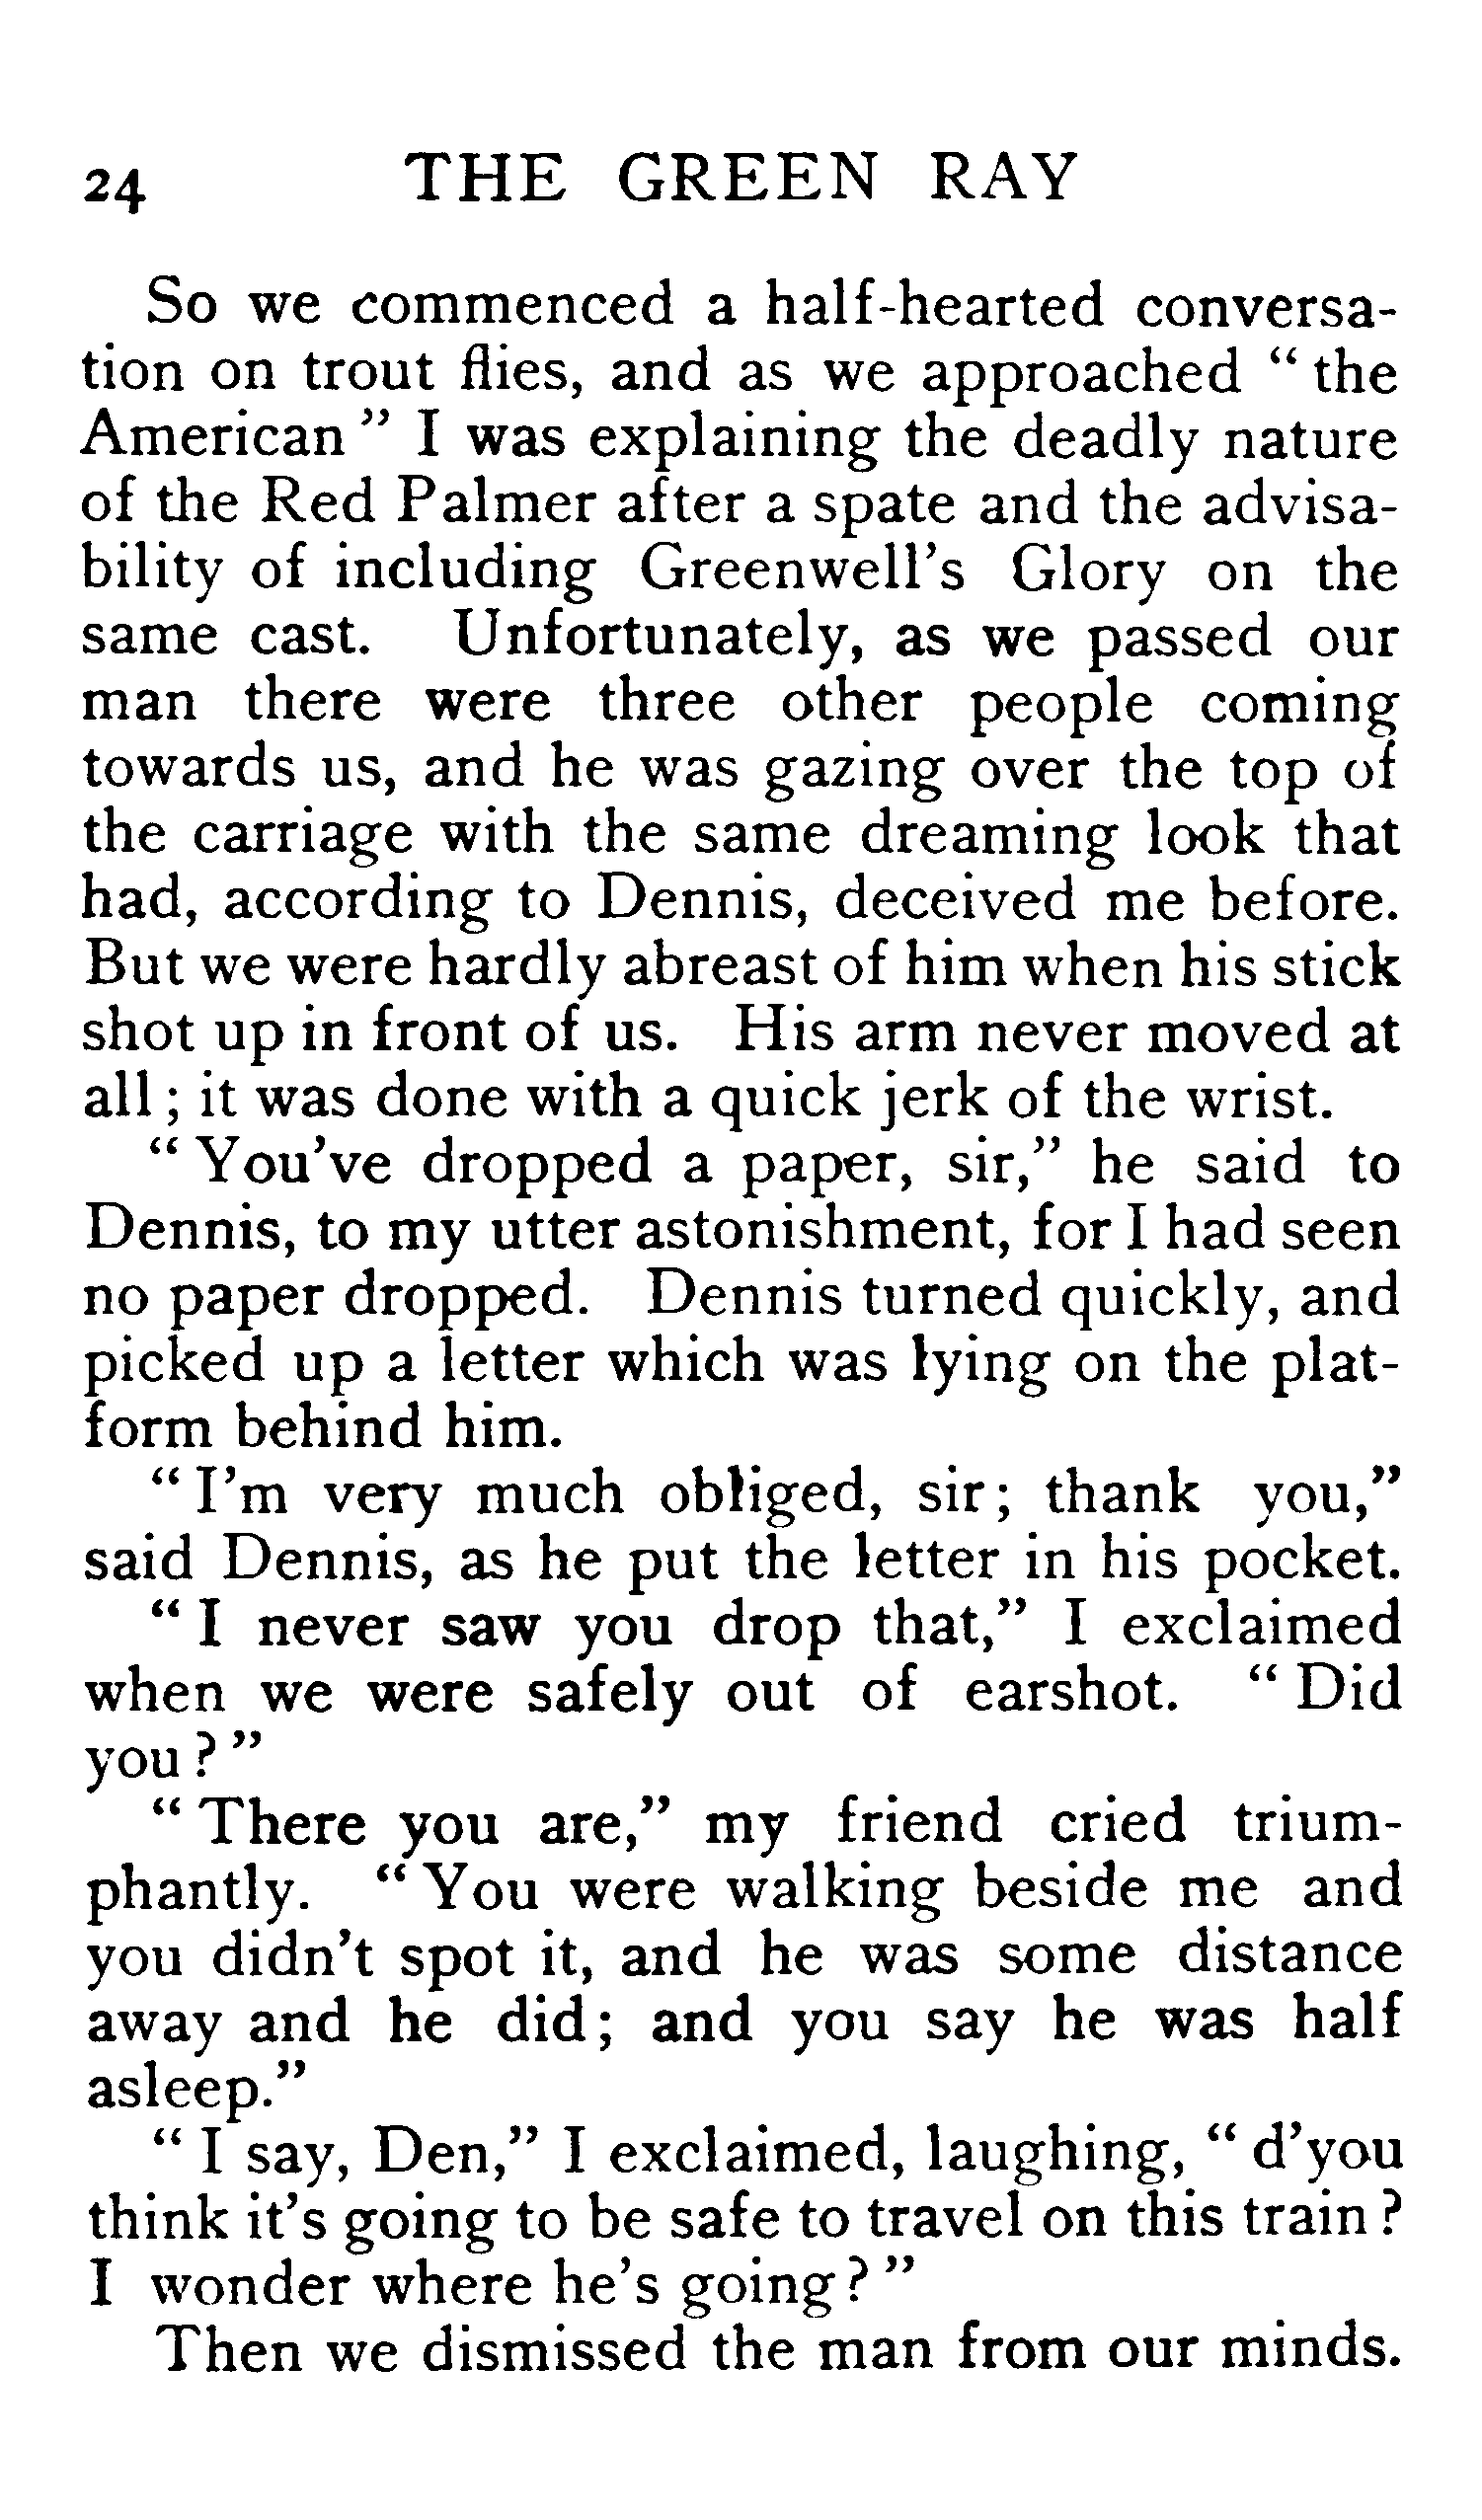 24 THE GREEN RAY
So we commenced a half-hearted conversa-
tion on trout flies, and as we approached " the
American " I was explaining the deadly nature
of the Red Palmer after a spate and the advisa-
bility of including Greenwell's Glory on the
same cast. Unfortunately, as we passed our
man there were three other people coming
towards us, and he was gazing over the top of
the carriage with the same dreaming look that
had, according to Dennis, deceived me before.
But we were hardly abreast of him when his stick
shot up in front of us. His arm never moved at
all ; it was done with a quick jerk of the wrist.
" You've dropped a paper, sir," he said to
Dennis, to my utter astonishment, for I had seen
no paper dropped. Dennis turned quickly, and
picked up a letter which was lying on the plat-
form behind him.
" I'm very much obliged, sir ; thank you,"
said Dennis, as he put the letter in his pocket.
" I never saw you drop that," I exclaimed
when we were safely out of earshot. " Did
you ? "
" There you are," my friend cried trium-
phantly. " You were walking beside me and
you didn't spot it, and he was some distance
away and he did ; and you say he was half
asleep."
" I say, Den," I exclaimed, laughing, " d'you
think it's going to be safe to travel on this train ?
I wonder where he's going ? "
Then we dismissed the man from our minds.